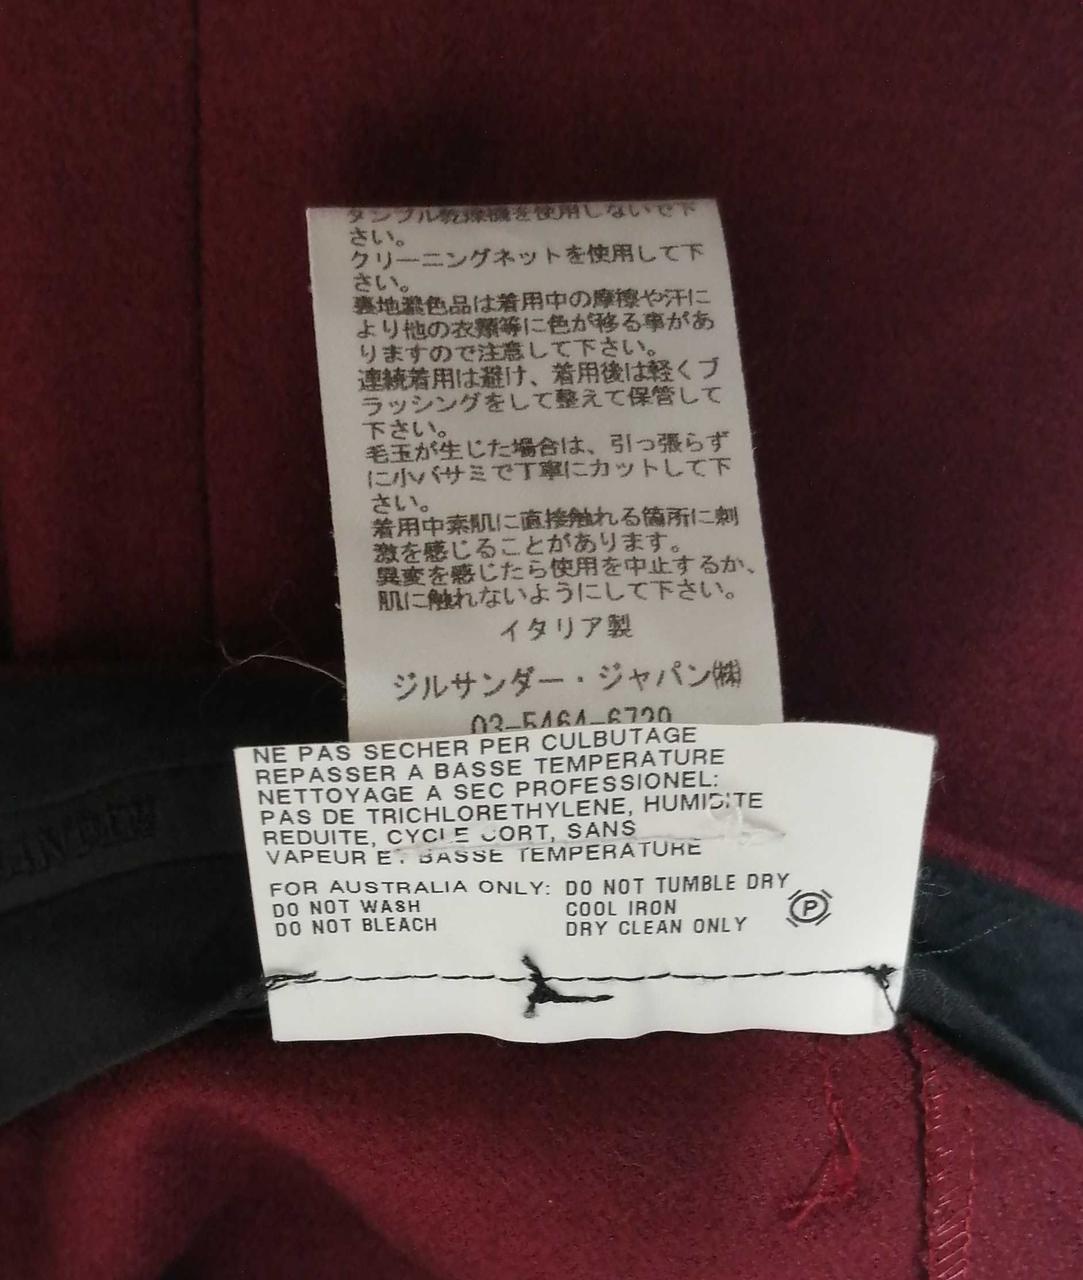 タンブル乾燥機を使用しないで下
さい。
クリーニングネットを使用して下
さい。
裏地濃色品は着用中の摩擦や汗に
より他の衣類等に色が移る事があ
りますので注意して下さい。
連続着用は避け、着用後は軽くブ
ラッシングをして整えて保管して
下さい。
毛玉が生じた場合は、引っ張らず
に小バサミで丁寧にカットして下
さい。
着用中素肌に直接触れる箇所に刺
激を感じることがあります。
異変を感じたら使用を中止するか、
肌に触れないようにして下さい。
イタリア製
ジルサンダー・ジャパン㈱
03-5464-6720
NE PAS SECHER PER CULBUTAGE
REPASSER A BASSE TEMPERATURE
NETTOYAGE A SEC PROFESSIONEL:
PAS DE TRICHLORETHYLENE, HUMIDITE
REDUITE, CYCLE CORT, SANS
VAPEUR ET BASSE TEMPERATURE
FOR AUSTRALIA ONLY: DO NOT TUMBLE DRY
DO NOT WASH COOL IRON
DO NOT BLEACH DRY CLEAN ONLY
P